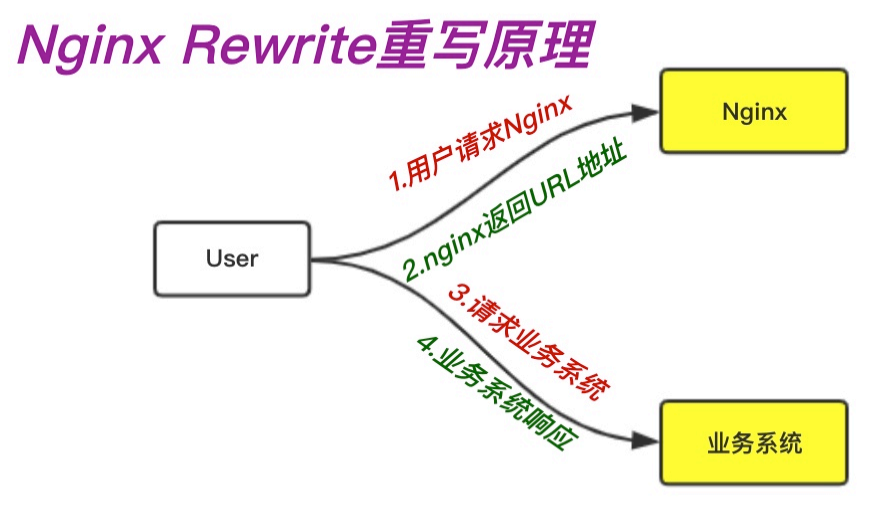 Nginx Rewrite重写原理
1.用户请求Nginx
Nginx
2.nginx返回URL地址
User
3.请求业务系统
4.业务系统响应
业务系统